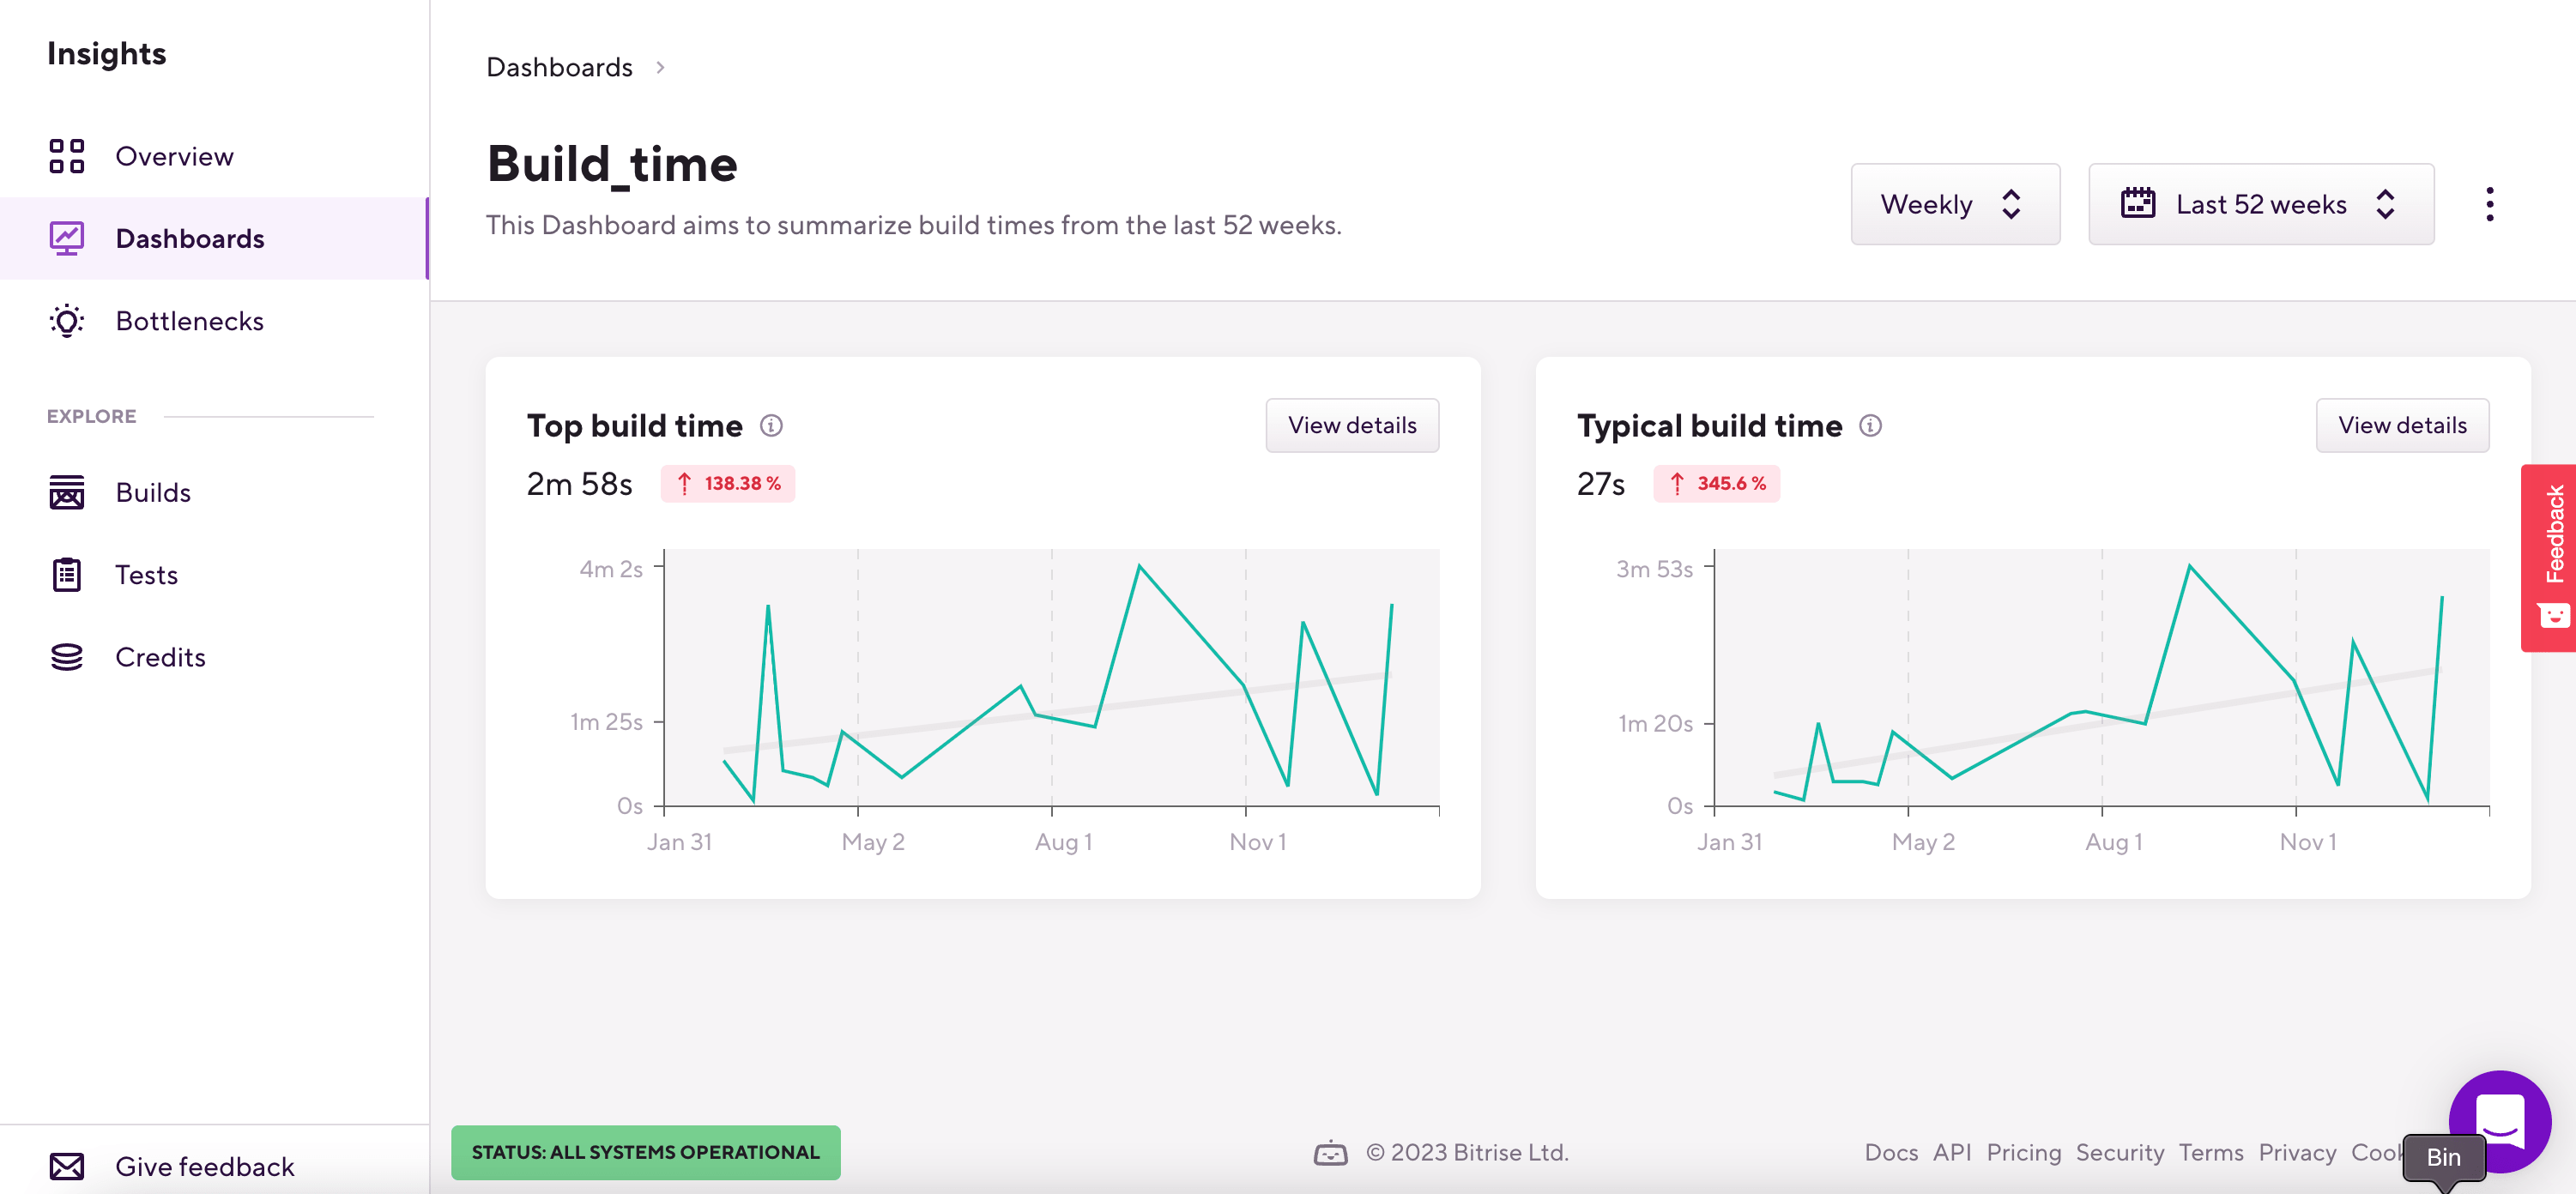 Insights
Overview
Dashboards
Bottlenecks
EXPLORE
Builds
Tests
Credits
Give feedback
Dashboards
Build_time
This Dashboard aims to summarize build times from the last 52 weeks.
Weekly
Last 52 weeks
Top build time
View details
2m 58s
138.38 %
4m 2s
1m 25s
0s
Jan 31 May 2 Aug 1 Nov 1
Typical build time
View details
27s
345.6 %
3m 53s
1m 20s
0s
Jan 31 May 2 Aug 1 Nov 1
Feedback
STATUS: ALL SYSTEMS OPERATIONAL
© 2023 Bitrise Ltd.
Docs API Pricing Security Terms Privacy
Bin